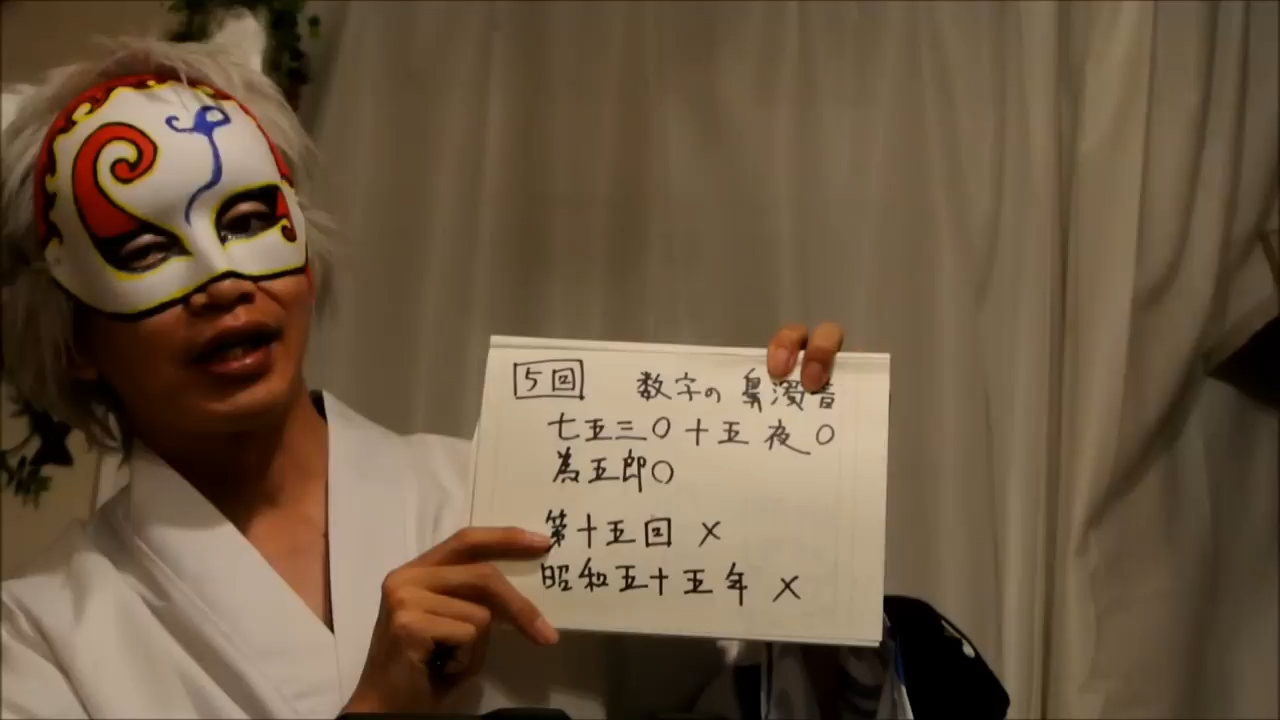 5回 数字の鼻濁音
七五三○十五夜○
為五郎○
第十五回 ×
昭和五十五年 ×